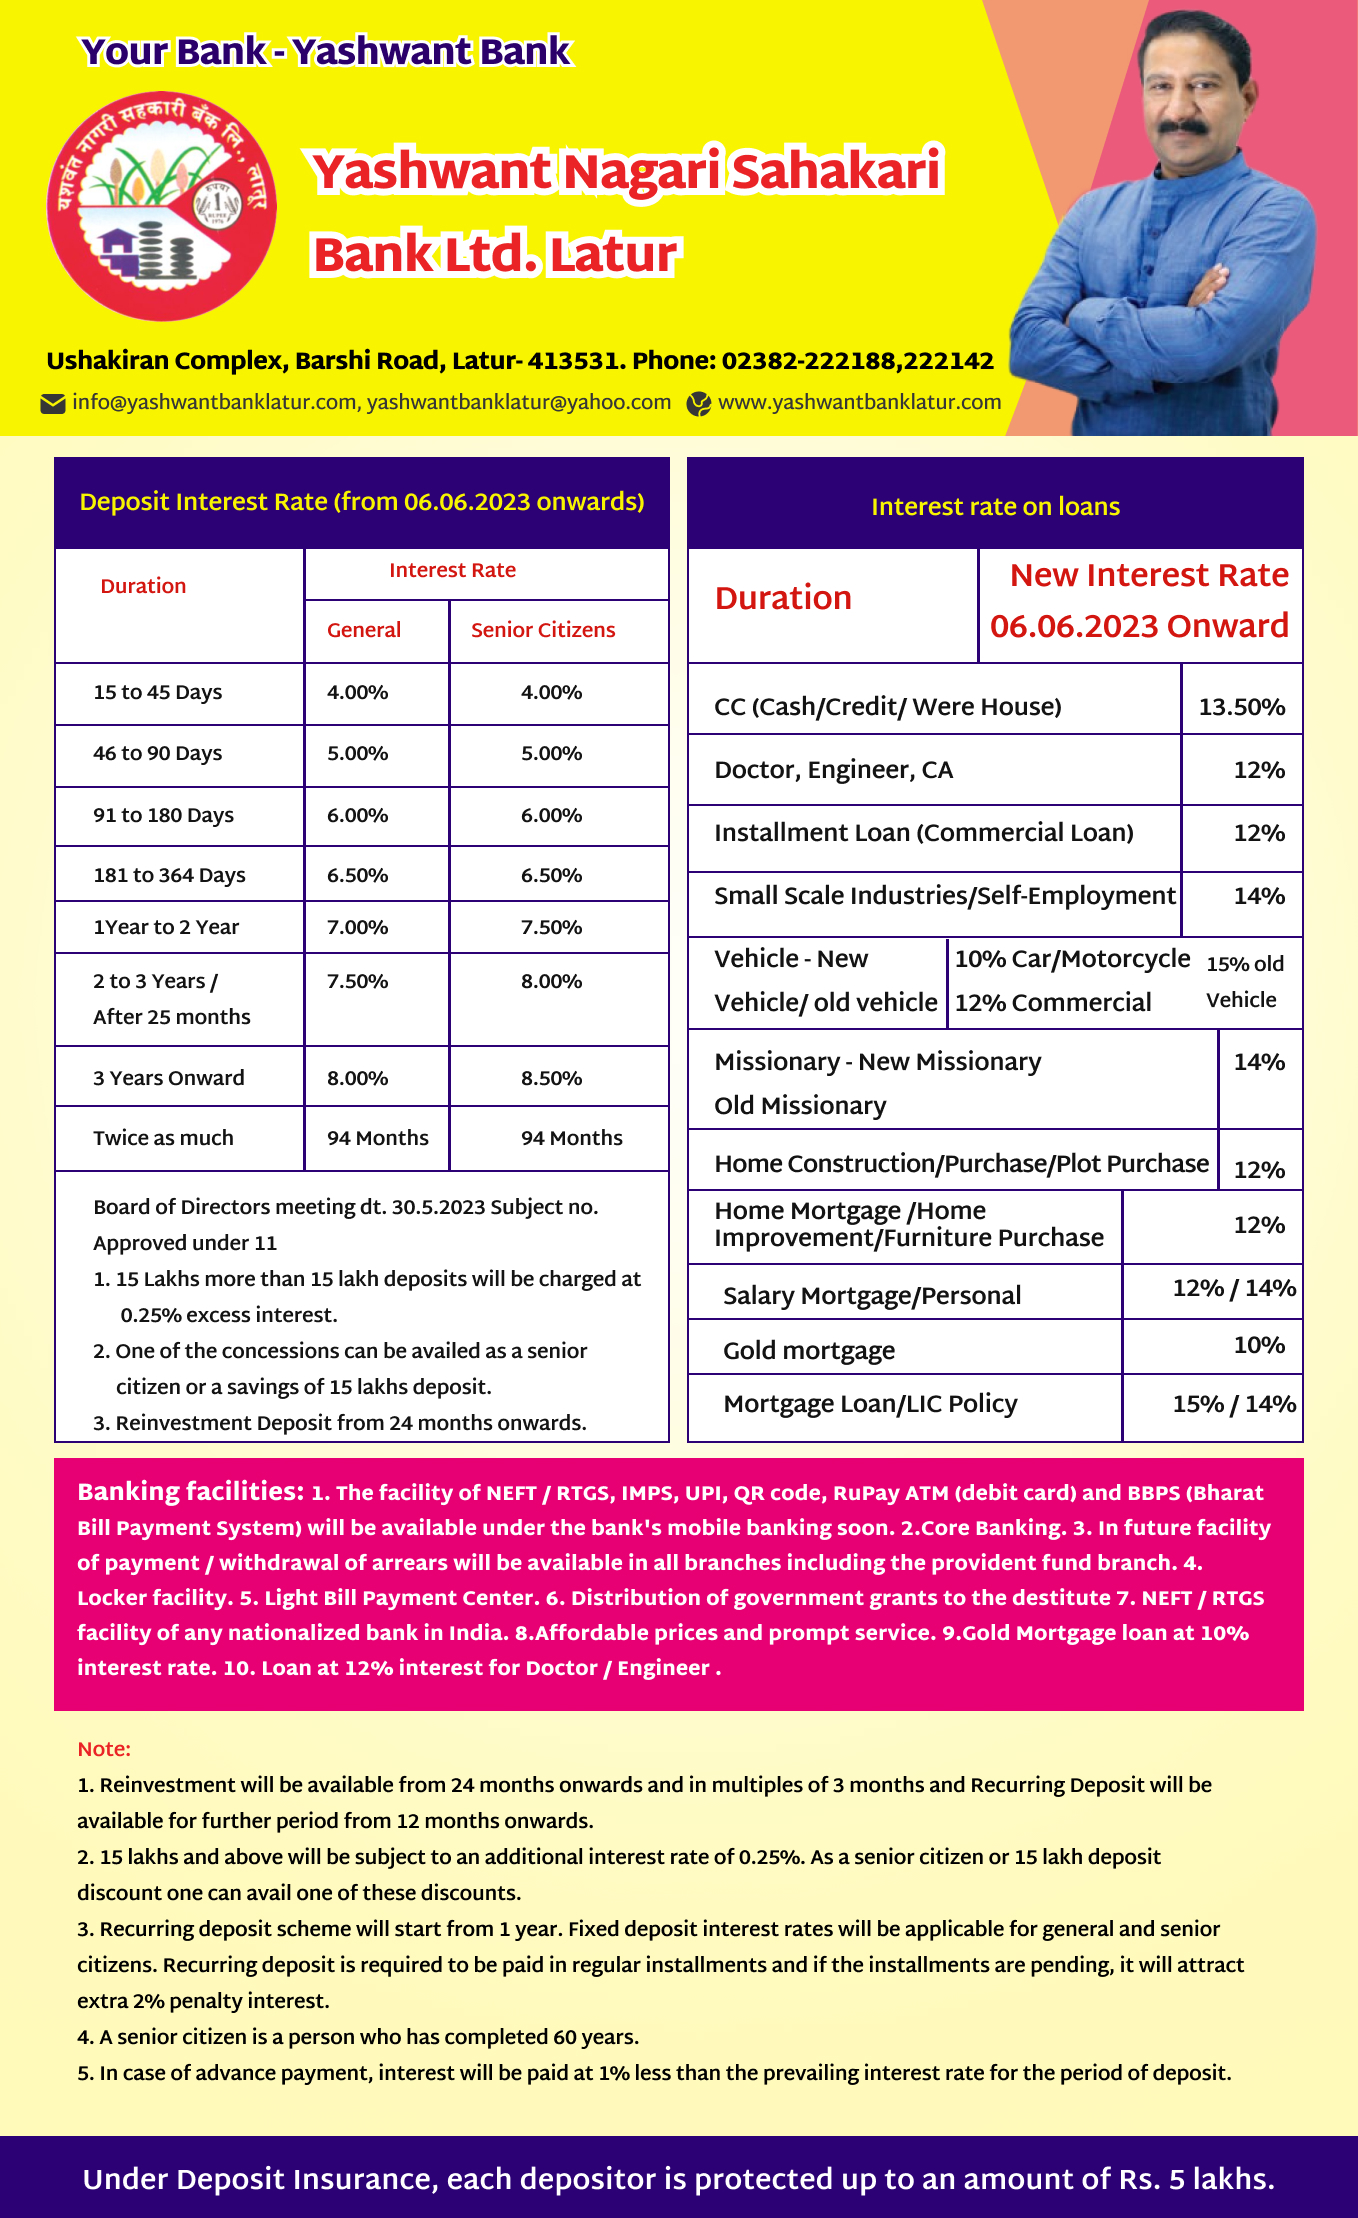 Your Bank - Yashwant Bank
यशवंत नागरी सहकारी बँक लि., लातूर
रुपया
1
RUPEE
Yashwant Nagari Sahakari
Bank Ltd. Latur
Ushakiran Complex, Barshi Road, Latur- 413531. Phone: 02382-222188,222142
info@yashwantbanklatur.com, yashwantbanklatur@yahoo.com www.yashwantbanklatur.com
Deposit Interest Rate (from 06.06.2023 onwards)
Duration
Interest Rate
General Senior Citizens
15 to 45 Days 4.00% 4.00%
46 to 90 Days 5.00% 5.00%
91 to 180 Days 6.00% 6.00%
181 to 364 Days 6.50% 6.50%
1Year to 2 Year 7.00% 7.50%
2 to 3 Years / 7.50% 8.00%
After 25 months
3 Years Onward 8.00% 8.50%
Twice as much 94 Months 94 Months
Board of Directors meeting dt. 30.5.2023 Subject no.
Approved under 11
1. 15 Lakhs more than 15 lakh deposits will be charged at
0.25% excess interest.
2. One of the concessions can be availed as a senior
citizen or a savings of 15 lakhs deposit.
3. Reinvestment Deposit from 24 months onwards.
Interest rate on loans
Duration
New Interest Rate
06.06.2023 Onward
CC (Cash/Credit/ Were House) 13.50%
Doctor, Engineer, CA 12%
Installment Loan (Commercial Loan) 12%
Small Scale Industries/Self-Employment 14%
Vehicle - New 10% Car/Motorcycle 15% old
Vehicle/ old vehicle 12% Commercial Vehicle
Missionary - New Missionary 14%
Old Missionary
Home Construction/Purchase/Plot Purchase 12%
Home Mortgage /Home
Improvement/Furniture Purchase 12%
Salary Mortgage/Personal 12% / 14%
Gold mortgage 10%
Mortgage Loan/LIC Policy 15% / 14%
Banking facilities: 1. The facility of NEFT / RTGS, IMPS, UPI, QR code, RuPay ATM (debit card) and BBPS (Bharat
Bill Payment System) will be available under the bank's mobile banking soon. 2.Core Banking. 3. In future facility
of payment / withdrawal of arrears will be available in all branches including the provident fund branch. 4.
Locker facility. 5. Light Bill Payment Center. 6. Distribution of government grants to the destitute 7. NEFT / RTGS
facility of any nationalized bank in India. 8.Affordable prices and prompt service. 9.Gold Mortgage loan at 10%
interest rate. 10. Loan at 12% interest for Doctor / Engineer .
Note:
1. Reinvestment will be available from 24 months onwards and in multiples of 3 months and Recurring Deposit will be
available for further period from 12 months onwards.
2. 15 lakhs and above will be subject to an additional interest rate of 0.25%. As a senior citizen or 15 lakh deposit
discount one can avail one of these discounts.
3. Recurring deposit scheme will start from 1 year. Fixed deposit interest rates will be applicable for general and senior
citizens. Recurring deposit is required to be paid in regular installments and if the installments are pending, it will attract
extra 2% penalty interest.
4. A senior citizen is a person who has completed 60 years.
5. In case of advance payment, interest will be paid at 1% less than the prevailing interest rate for the period of deposit.
Under Deposit Insurance, each depositor is protected up to an amount of Rs. 5 lakhs.